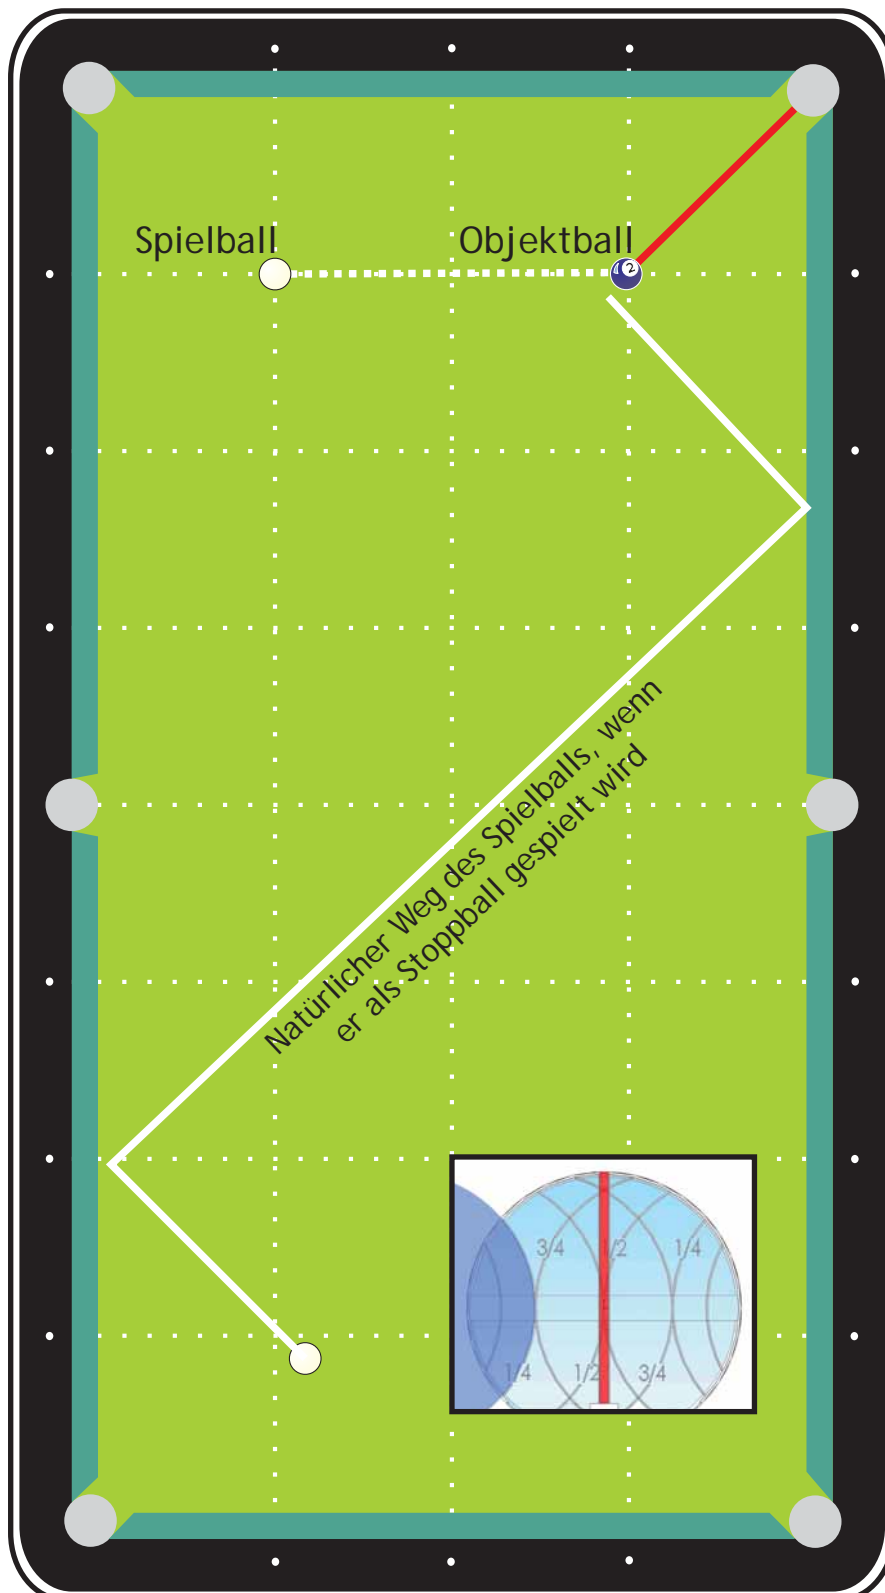 Spielball
Objektball
2
Natürlicher Weg des Spielballs, wenn
er als Stoppball gespielt wird
3/4 1/2 1/4
1/4 1/2 3/4